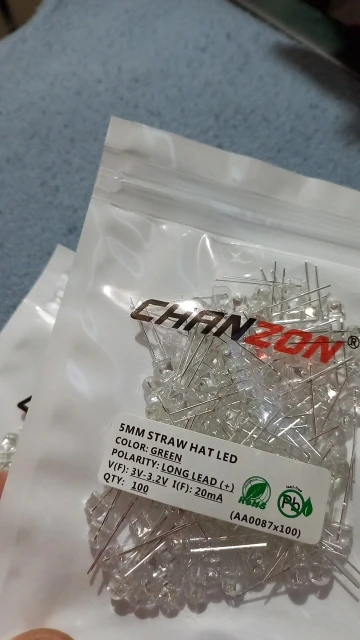 CHANZON®
5MM STRAW HAT LED
COLOR: GREEN
POLARITY: LONG LEAD (+)
V(F): 3V-3.2V I(F): 20mA
QTY: 100
RoHS
Pb
(AA0087x100)